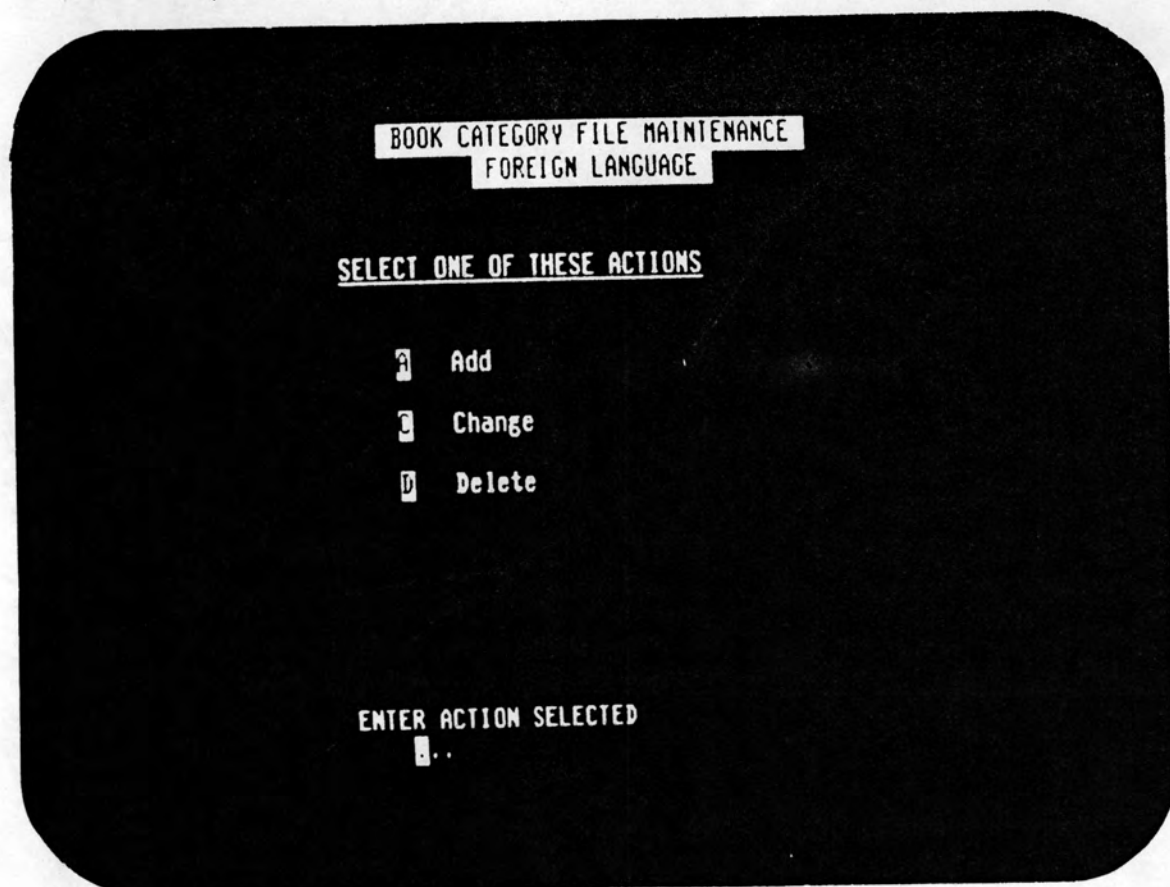 BOOK CATEGORY FILE MAINTENANCE
FOREIGN LANGUAGE
SELECT ONE OF THESE ACTIONS
A Add
C Change
D Delete
ENTER ACTION SELECTED
...